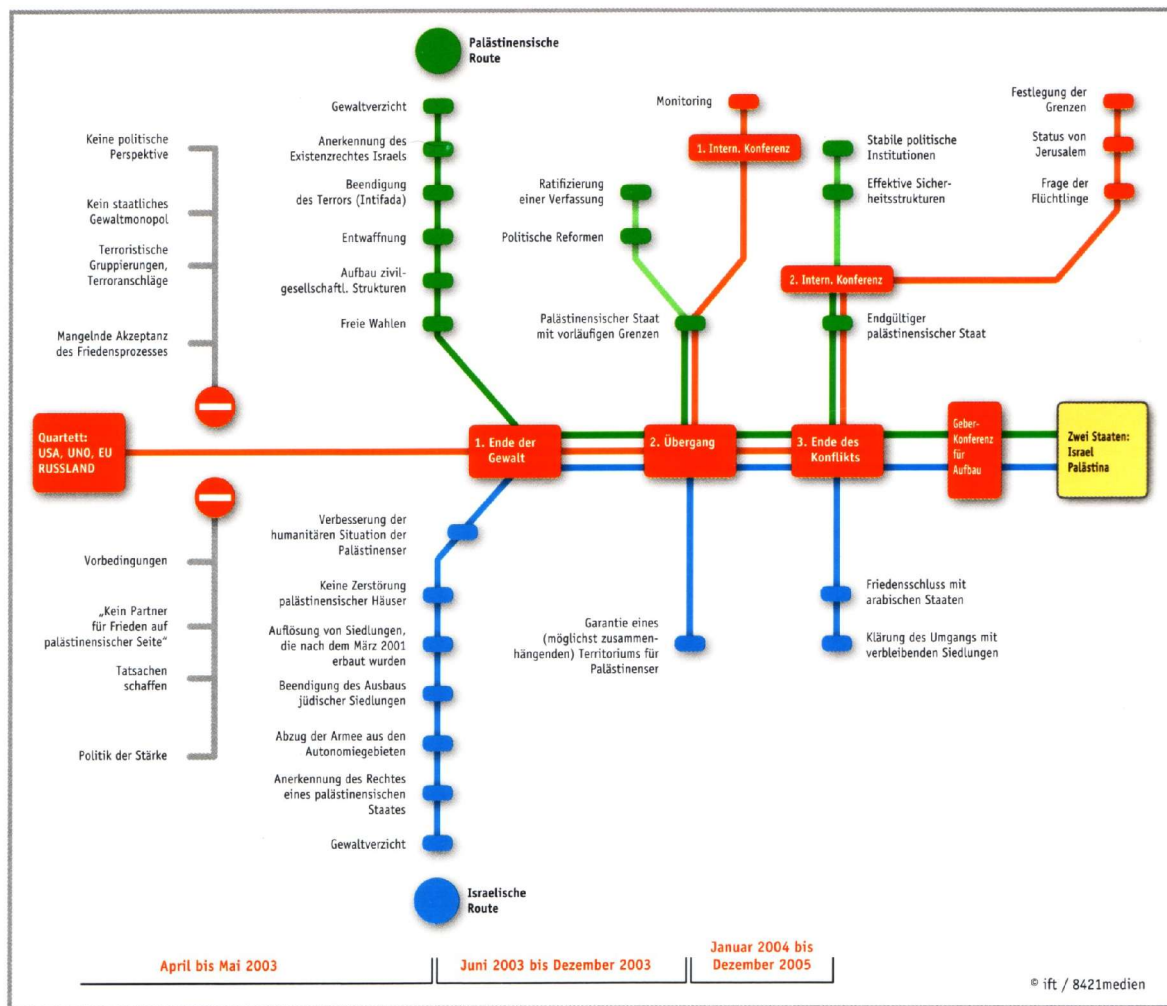 Palästinensische
Route
Gewaltverzicht
Anerkennung des
Existenzrechtes Israels
Beendigung
des Terrors (Intifada)
Entwaffnung
Aufbau zivil-
gesellschaftl. Strukturen
Freie Wahlen
Keine politische
Perspektive
Kein staatliches
Gewaltmonopol
Terroristische
Gruppierungen,
Terroranschläge
Mangelnde Akzeptanz
des Friedensprozesses
Monitoring
1. Intern. Konferenz
Ratifizierung
einer Verfassung
Politische Reformen
Palästinensischer Staat
mit vorläufigen Grenzen
Stabile politische
Institutionen
Effektive Sicher-
heitsstrukturen
2. Intern. Konferenz
Endgültiger
palästinensischer Staat
Festlegung der
Grenzen
Status von
Jerusalem
Frage der
Flüchtlinge
Quartett:
USA, UNO, EU
RUSSLAND
1. Ende der
Gewalt
2. Übergang
3. Ende des
Konflikts
Geber-
Konferenz
für
Aufbau
Zwei Staaten:
Israel
Palästina
Vorbedingungen
„Kein Partner
für Frieden auf
palästinensischer Seite“
Tatsachen
schaffen
Politik der Stärke
Verbesserung der
humanitären Situation der
Palästinenser
Keine Zerstörung
palästinensischer Häuser
Auflösung von Siedlungen,
die nach dem März 2001
erbaut wurden
Beendigung des Ausbaus
jüdischer Siedlungen
Abzug der Armee aus den
Autonomiegebieten
Anerkennung des Rechtes
eines palästinensischen
Staates
Gewaltverzicht
Israelische
Route
Garantie eines
(möglichst zusammen-
hängenden) Territoriums für
Palästinenser
Friedensschluss mit
arabischen Staaten
Klärung des Umgangs mit
verbleibenden Siedlungen
April bis Mai 2003
Juni 2003 bis Dezember 2003
Januar 2004 bis
Dezember 2005
© ift / 8421medien